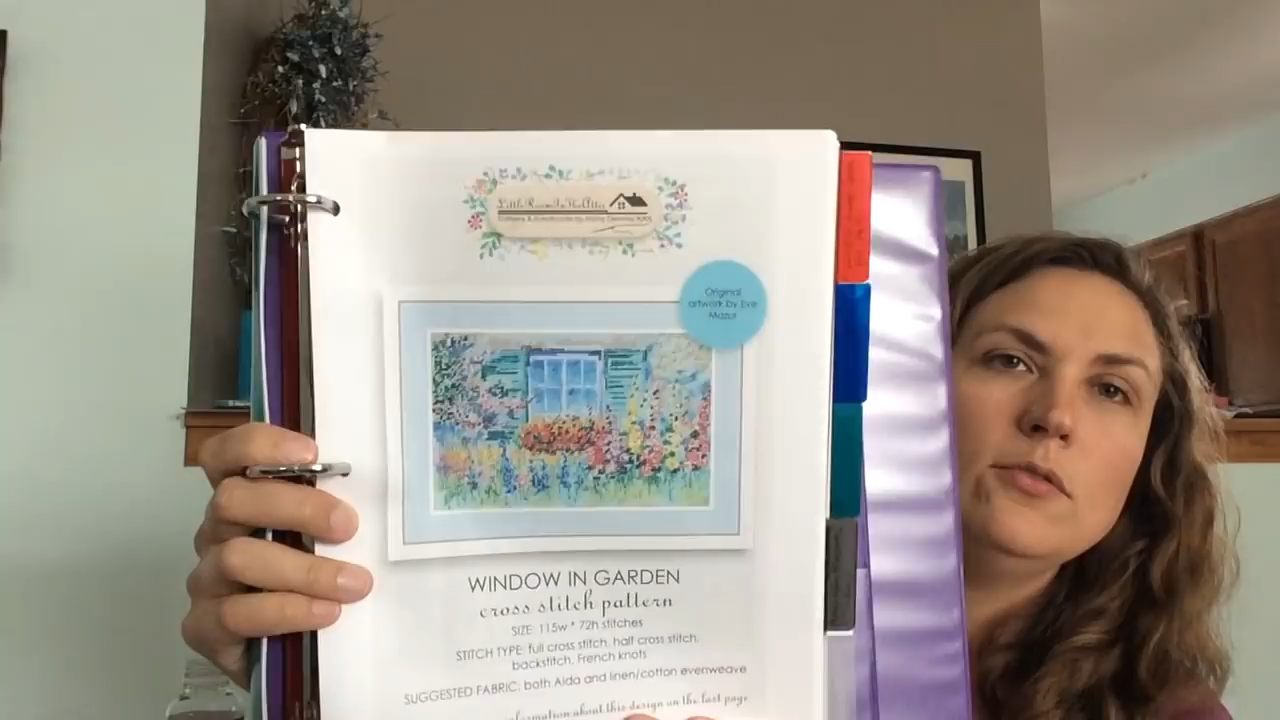 LittleRoomInTheAttic
Original
artwork by Eve
Mazur
WINDOW IN GARDEN
cross stitch pattern
SIZE: 115w * 72h stitches
STITCH TYPE: full cross stitch, half cross stitch,
backstitch, French knots
SUGGESTED FABRIC: both Aida and linen/cotton evenweave
information about this design on the last page